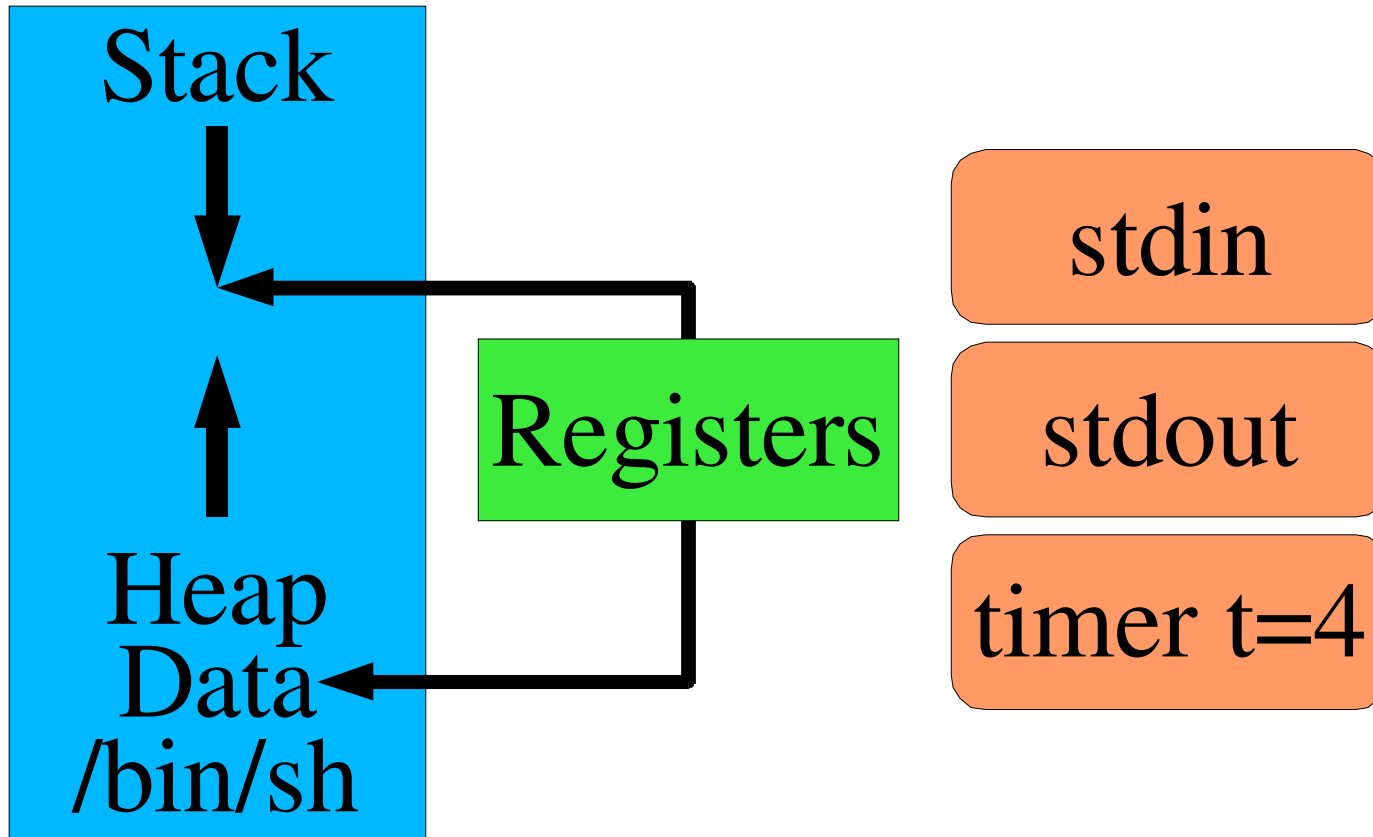 Stack
Heap
Data
/bin/sh
Registers
stdin
stdout
timer t=4